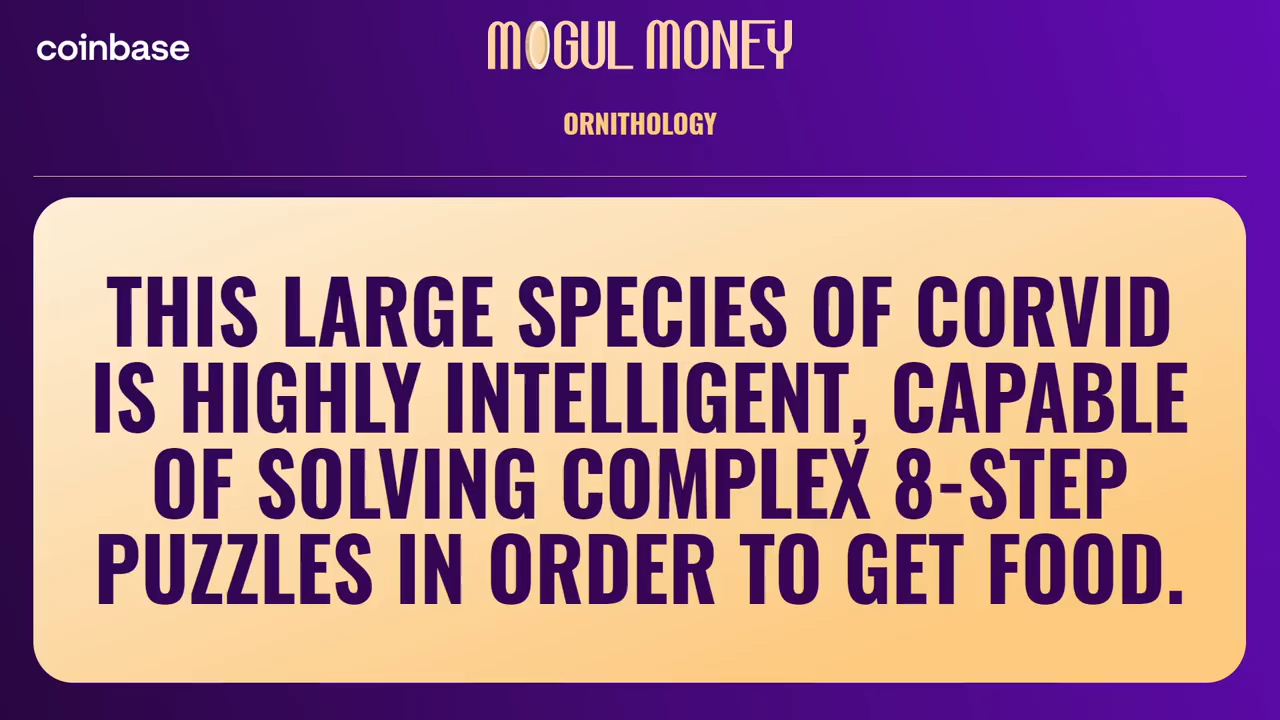 coinbase
MOGUL MONEY
ORNITHOLOGY
THIS LARGE SPECIES OF CORVID
IS HIGHLY INTELLIGENT, CAPABLE
OF SOLVING COMPLEX 8-STEP
PUZZLES IN ORDER TO GET FOOD.